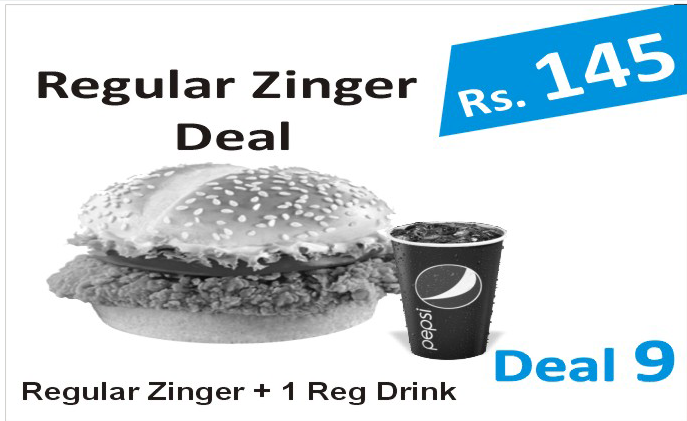 Regular Zinger
Deal
Rs. 145
pepsi
Deal 9
Regular Zinger + 1 Reg Drink